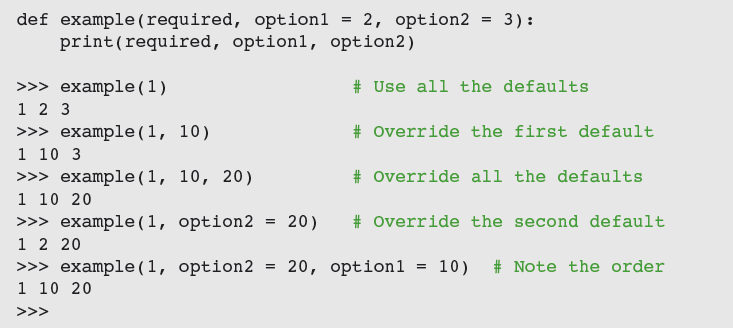 def example(required, option1 = 2, option2 = 3):
    print(required, option1, option2)
>>> example(1)                 # Use all the defaults
1 2 3
>>> example(1, 10)             # Override the first default
1 10 3
>>> example(1, 10, 20)         # Override all the defaults
1 10 20
>>> example(1, option2 = 20)   # Override the second default
1 2 20
>>> example(1, option2 = 20, option1 = 10)  # Note the order
1 10 20
>>>